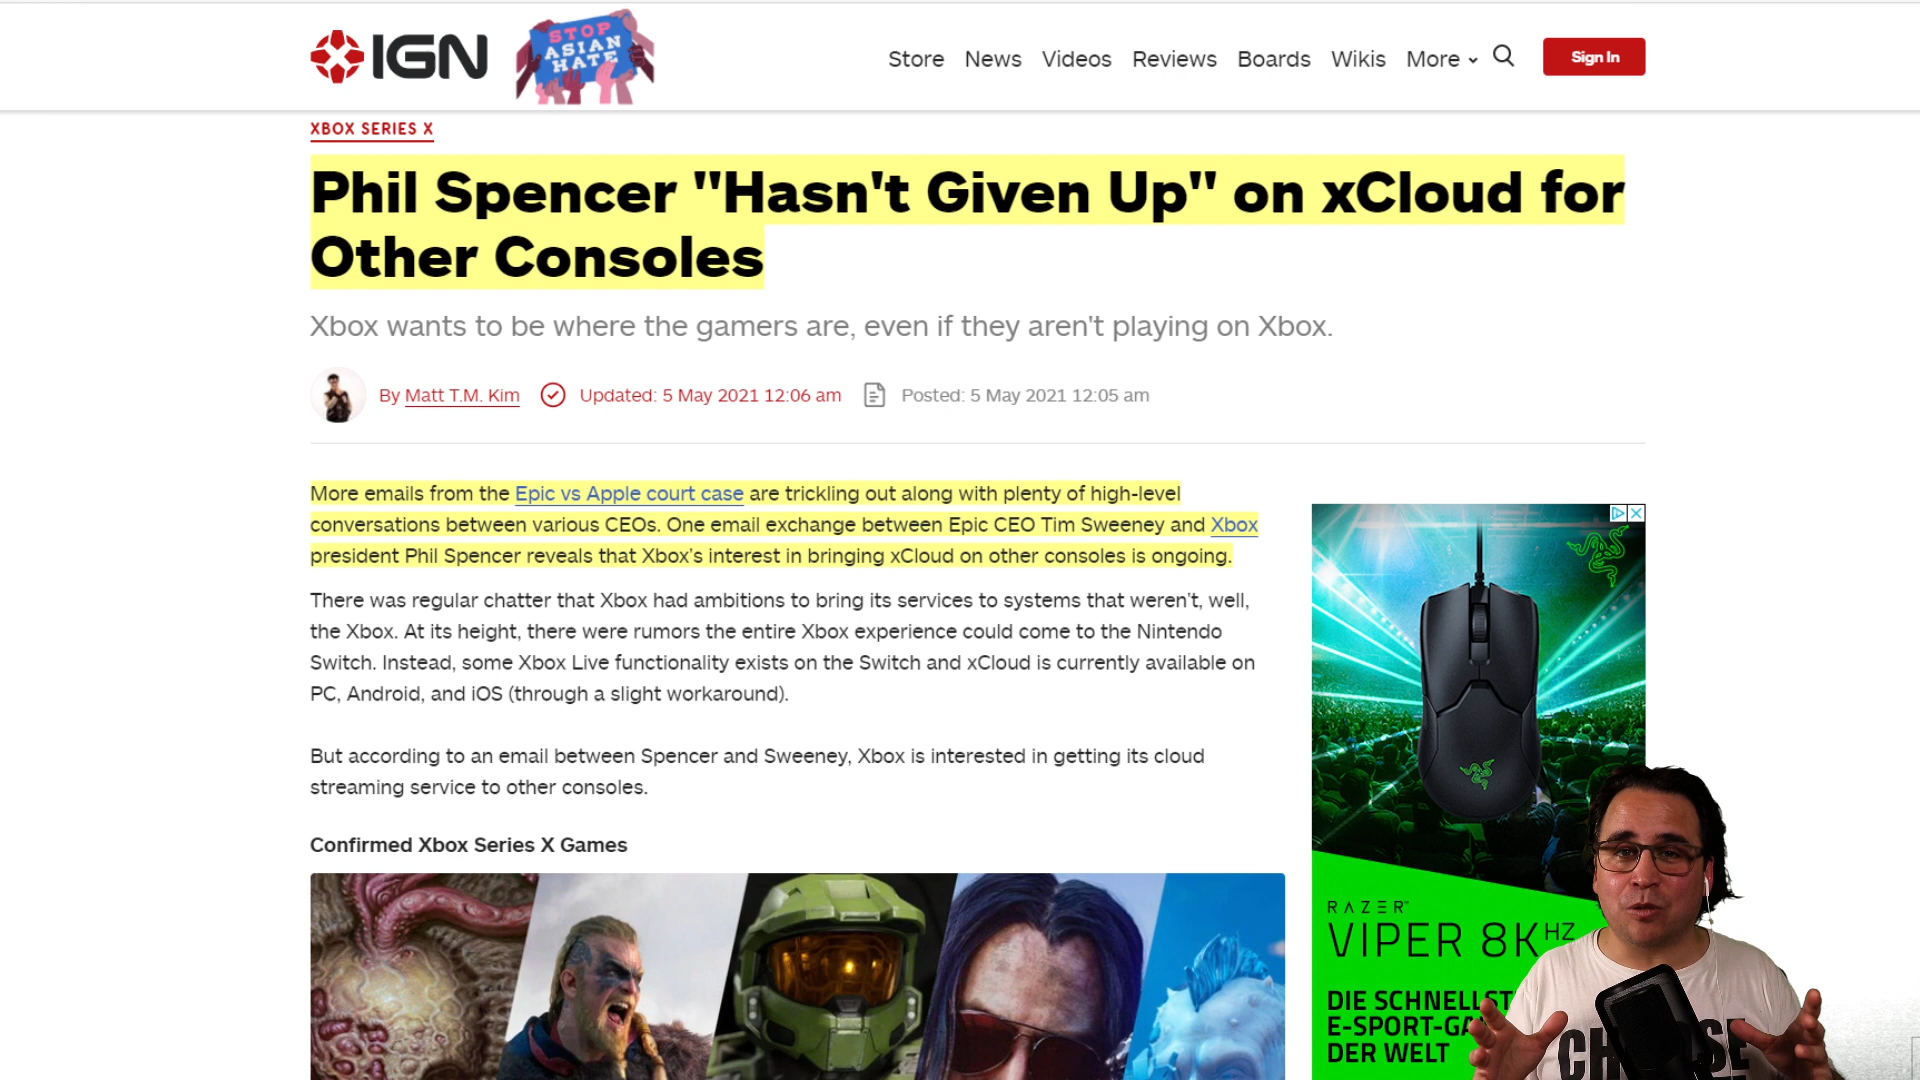 IGN
STOP
ASIAN
HATE
Store News Videos Reviews Boards Wikis More
Sign In
XBOX SERIES X
Phil Spencer "Hasn't Given Up" on xCloud for
Other Consoles
Xbox wants to be where the gamers are, even if they aren't playing on Xbox.
By Matt T.M. Kim Updated: 5 May 2021 12:06 am Posted: 5 May 2021 12:05 am
More emails from the Epic vs Apple court case are trickling out along with plenty of high-level
conversations between various CEOs. One email exchange between Epic CEO Tim Sweeney and Xbox
president Phil Spencer reveals that Xbox's interest in bringing xCloud on other consoles is ongoing.
There was regular chatter that Xbox had ambitions to bring its services to systems that weren't, well,
the Xbox. At its height, there were rumors the entire Xbox experience could come to the Nintendo
Switch. Instead, some Xbox Live functionality exists on the Switch and xCloud is currently available on
PC, Android, and iOS (through a slight workaround).
But according to an email between Spencer and Sweeney, Xbox is interested in getting its cloud
streaming service to other consoles.
Confirmed Xbox Series X Games
RAZER™
VIPER 8K HZ
DIE SCHNELLST
E-SPORT-GA
DER WELT